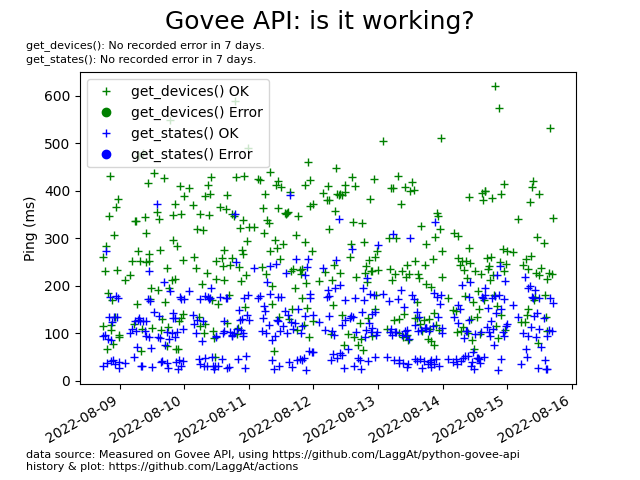 Govee API: is it working?
get_devices(): No recorded error in 7 days.
get_states(): No recorded error in 7 days.
get_devices() OK
get_devices() Error
get_states() OK
get_states() Error
Ping (ms)
600
500
400
300
200
100
0
2022-08-09
2022-08-10
2022-08-11
2022-08-12
2022-08-13
2022-08-14
2022-08-15
2022-08-16
data source: Measured on Govee API, using https://github.com/LaggAt/python-govee-api
history & plot: https://github.com/LaggAt/actions